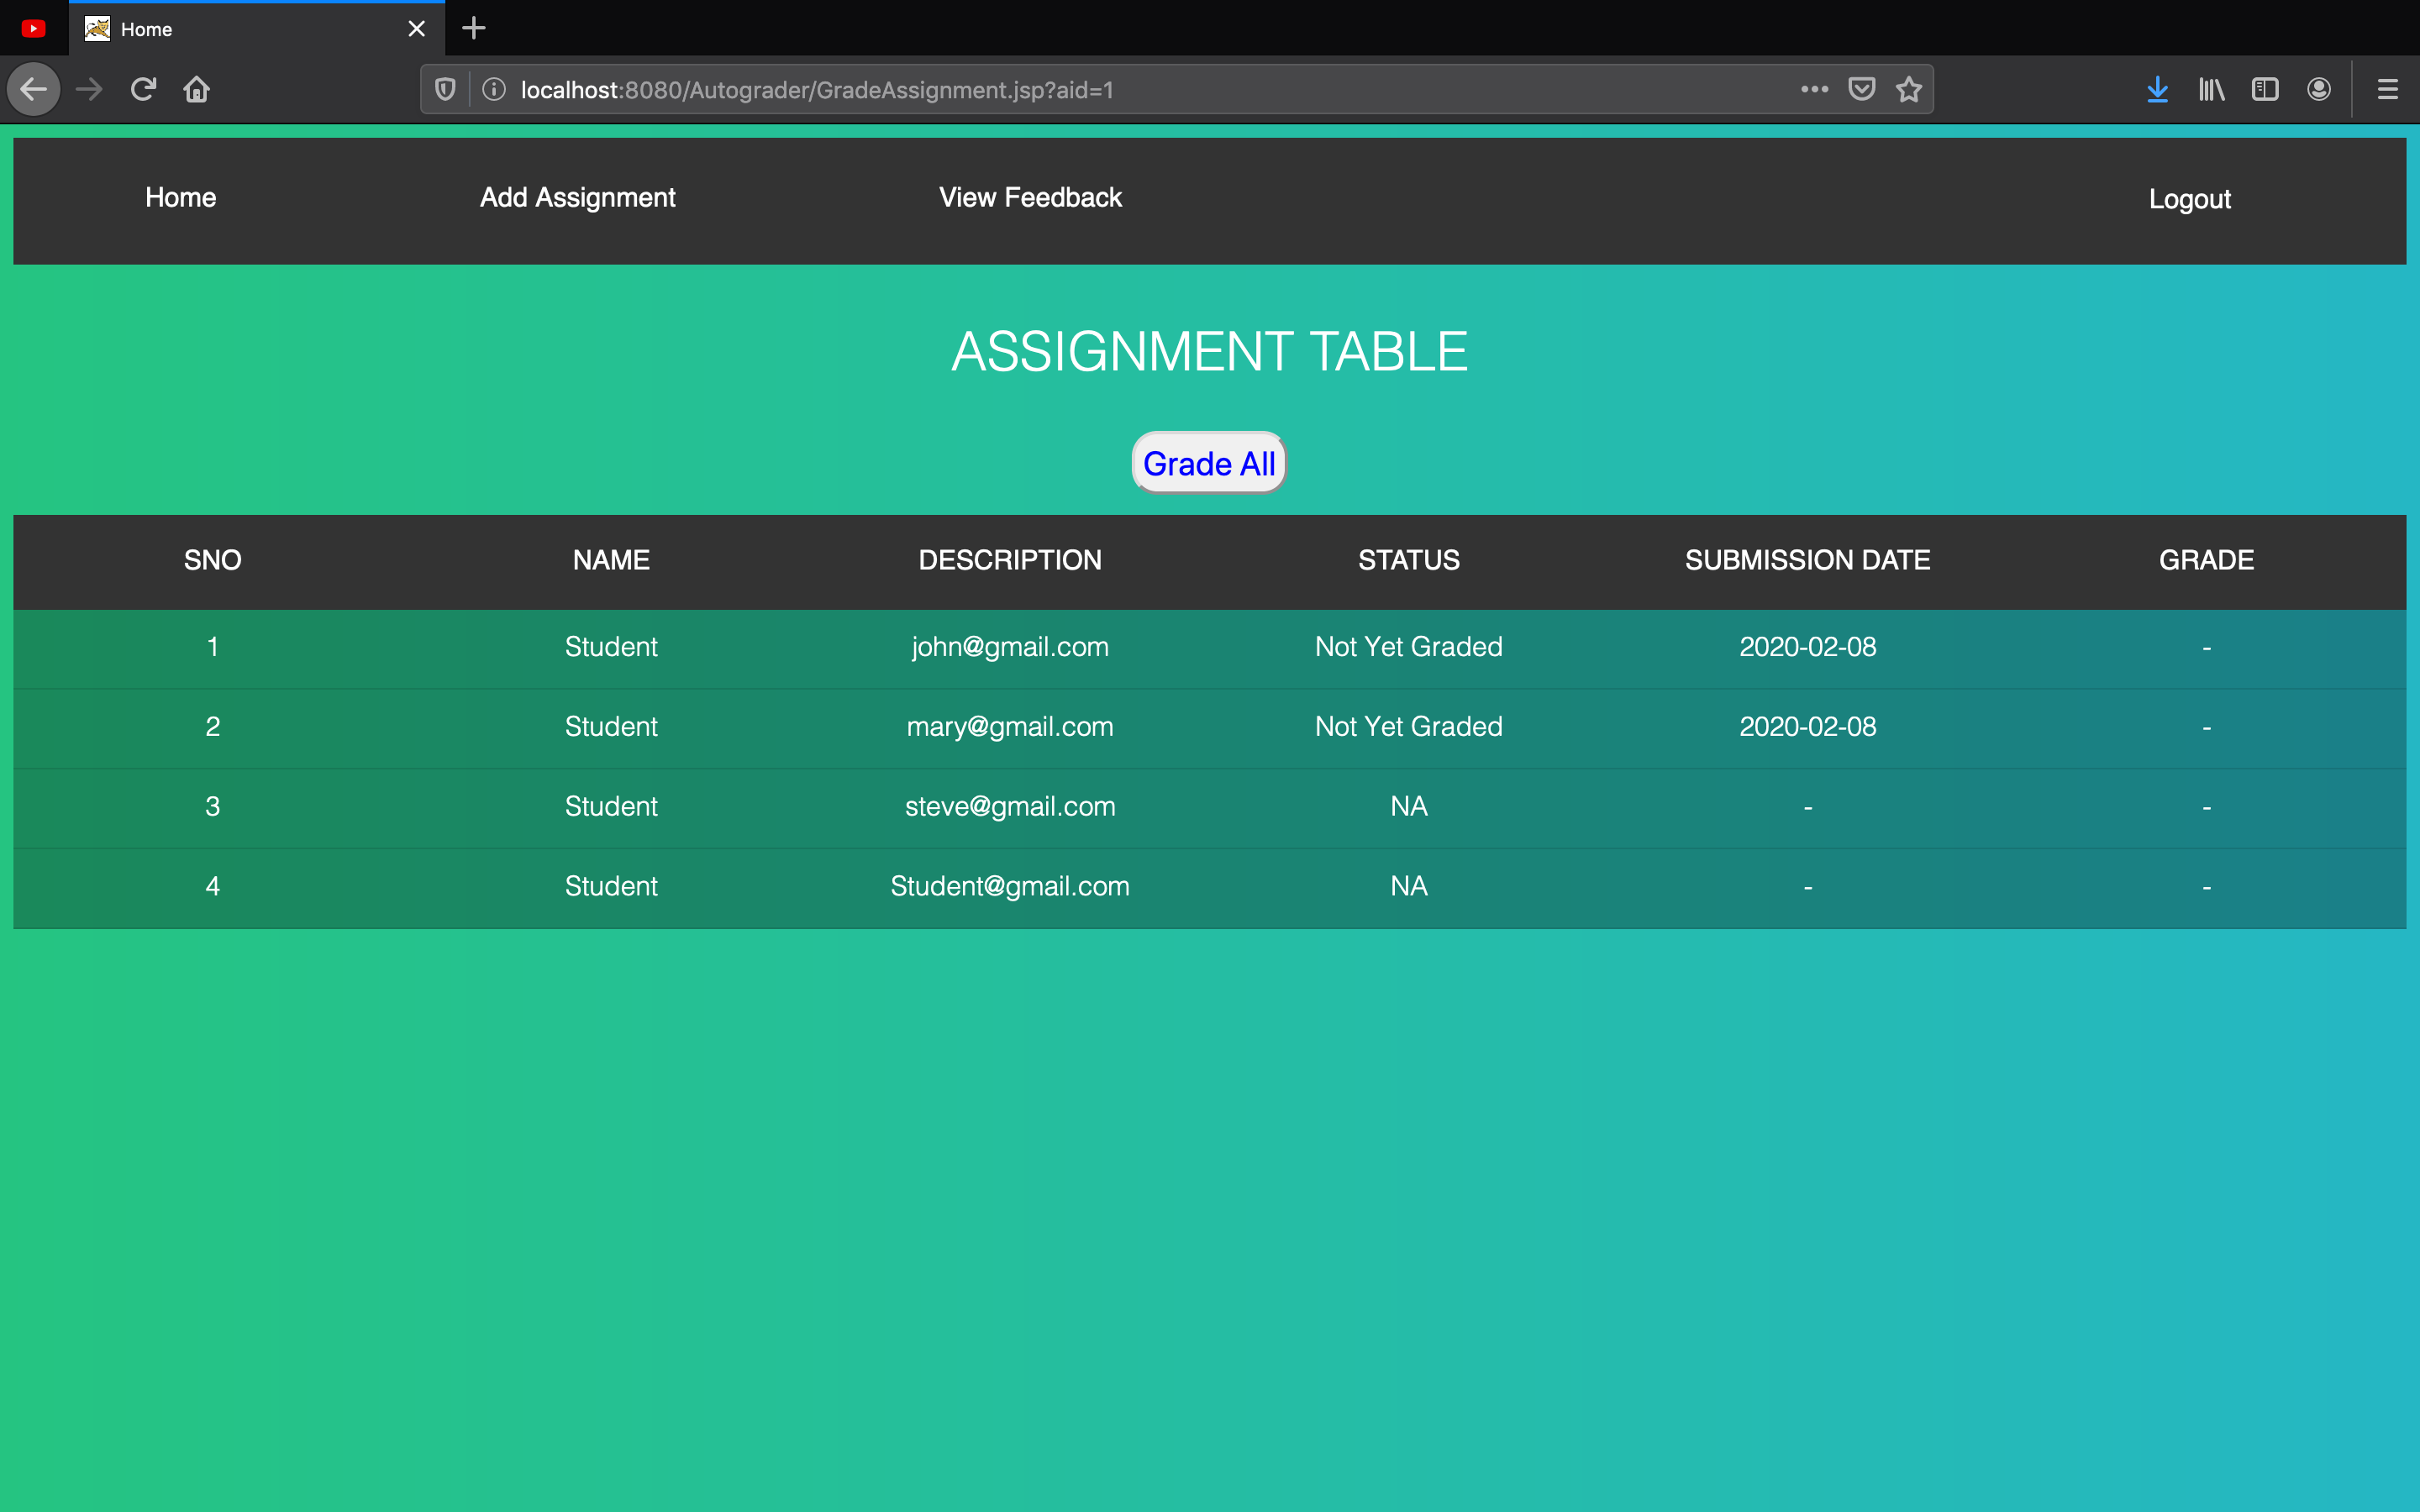 Home
localhost:8080/Autograder/GradeAssignment.jsp?aid=1
Home Add Assignment View Feedback Logout
ASSIGNMENT TABLE
Grade All
SNO NAME DESCRIPTION STATUS SUBMISSION DATE GRADE
1 Student john@gmail.com Not Yet Graded 2020-02-08 -
2 Student mary@gmail.com Not Yet Graded 2020-02-08 -
3 Student steve@gmail.com NA - -
4 Student Student@gmail.com NA - -